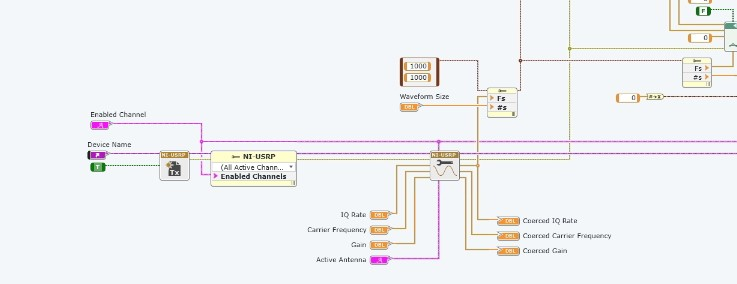 F
0
1000
1000
Fs
#s
0
Waveform Size
DBL
Fs
#s
Enabled Channel
Device Name
NI-USRP
Tx
NI-USRP
(All Active Chann...
Enabled Channels
NI-USRP
IQ Rate
DBL
Carrier Frequency
DBL
Gain
DBL
Active Antenna
DBL
Coerced IQ Rate
DBL
Coerced Carrier Frequency
DBL
Coerced Gain